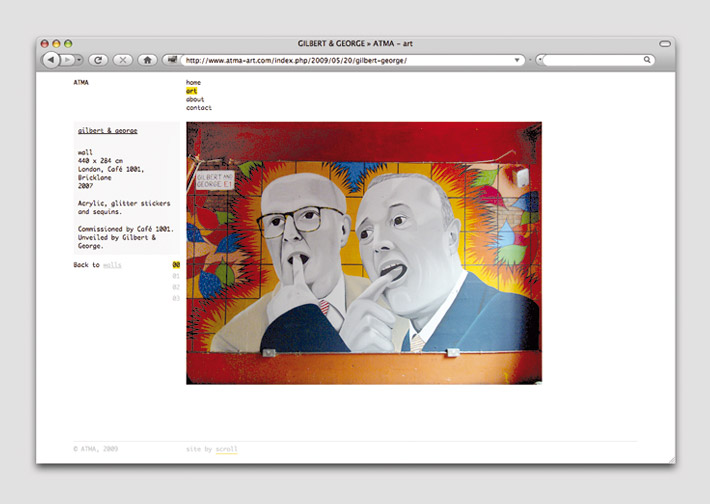 GILBERT & GEORGE » ATMA – art
http://www.atma-art.com/index.php/2009/05/20/gilbert-george/
ATMA
home
art
about
contact
gilbert & george
wall
440 x 284 cm
London, Café 1001,
Bricklane
2007
Acrylic, glitter stickers
and sequins.
Commissioned by Café 1001.
Unveiled by Gilbert &
George.
Back to walls
00
01
02
03
GILBERT AND
GEORGE E1
© ATMA, 2009
site by scroll